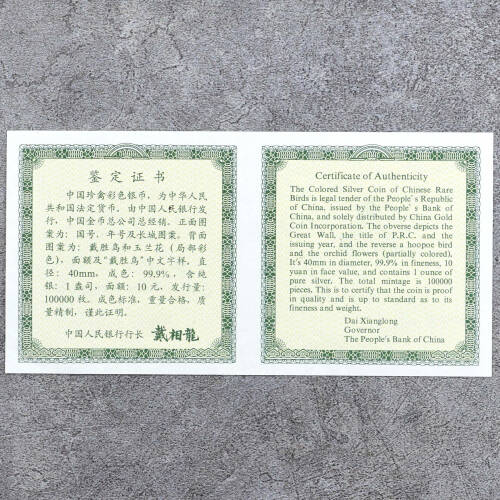 鉴定证书
中国珍禽彩色银币，为中华人民
共和国法定货币，由中国人民银行发
行，中国金币总公司总经销。正面图
案为：国号、年号及长城图案。背面
图案为：戴胜鸟和玉兰花（局部彩
色），面额及“戴胜鸟”中文字样。直
径：40mm，成色：99.9%，含纯
银：1盎司，面额：10元，发行量：
100000枚。成色标准，重量合格，质
量精制，谨此证明。
中国人民银行行长 戴相龍
Certificate of Authenticity
The Colored Silver Coin of Chinese Rare
Birds is legal tender of the People's Republic
of China, issued by the People's Bank of
China, and solely distributed by China Gold
Coin Incorporation. The obverse depicts the
Great Wall, the title of P.R.C. and the
issuing year, and the reverse a hoopoe bird
and the orchid flowers (partially colored).
It's 40mm in diameter, 99.9% in fineness, 10
yuan in face value, and contains 1 ounce of
pure silver. The total mintage is 100000
pieces. This is to certify that the coin is proof
in quality and is up to standard as to its
fineness and weight.
Dai Xianglong
Governor
The People's Bank of China